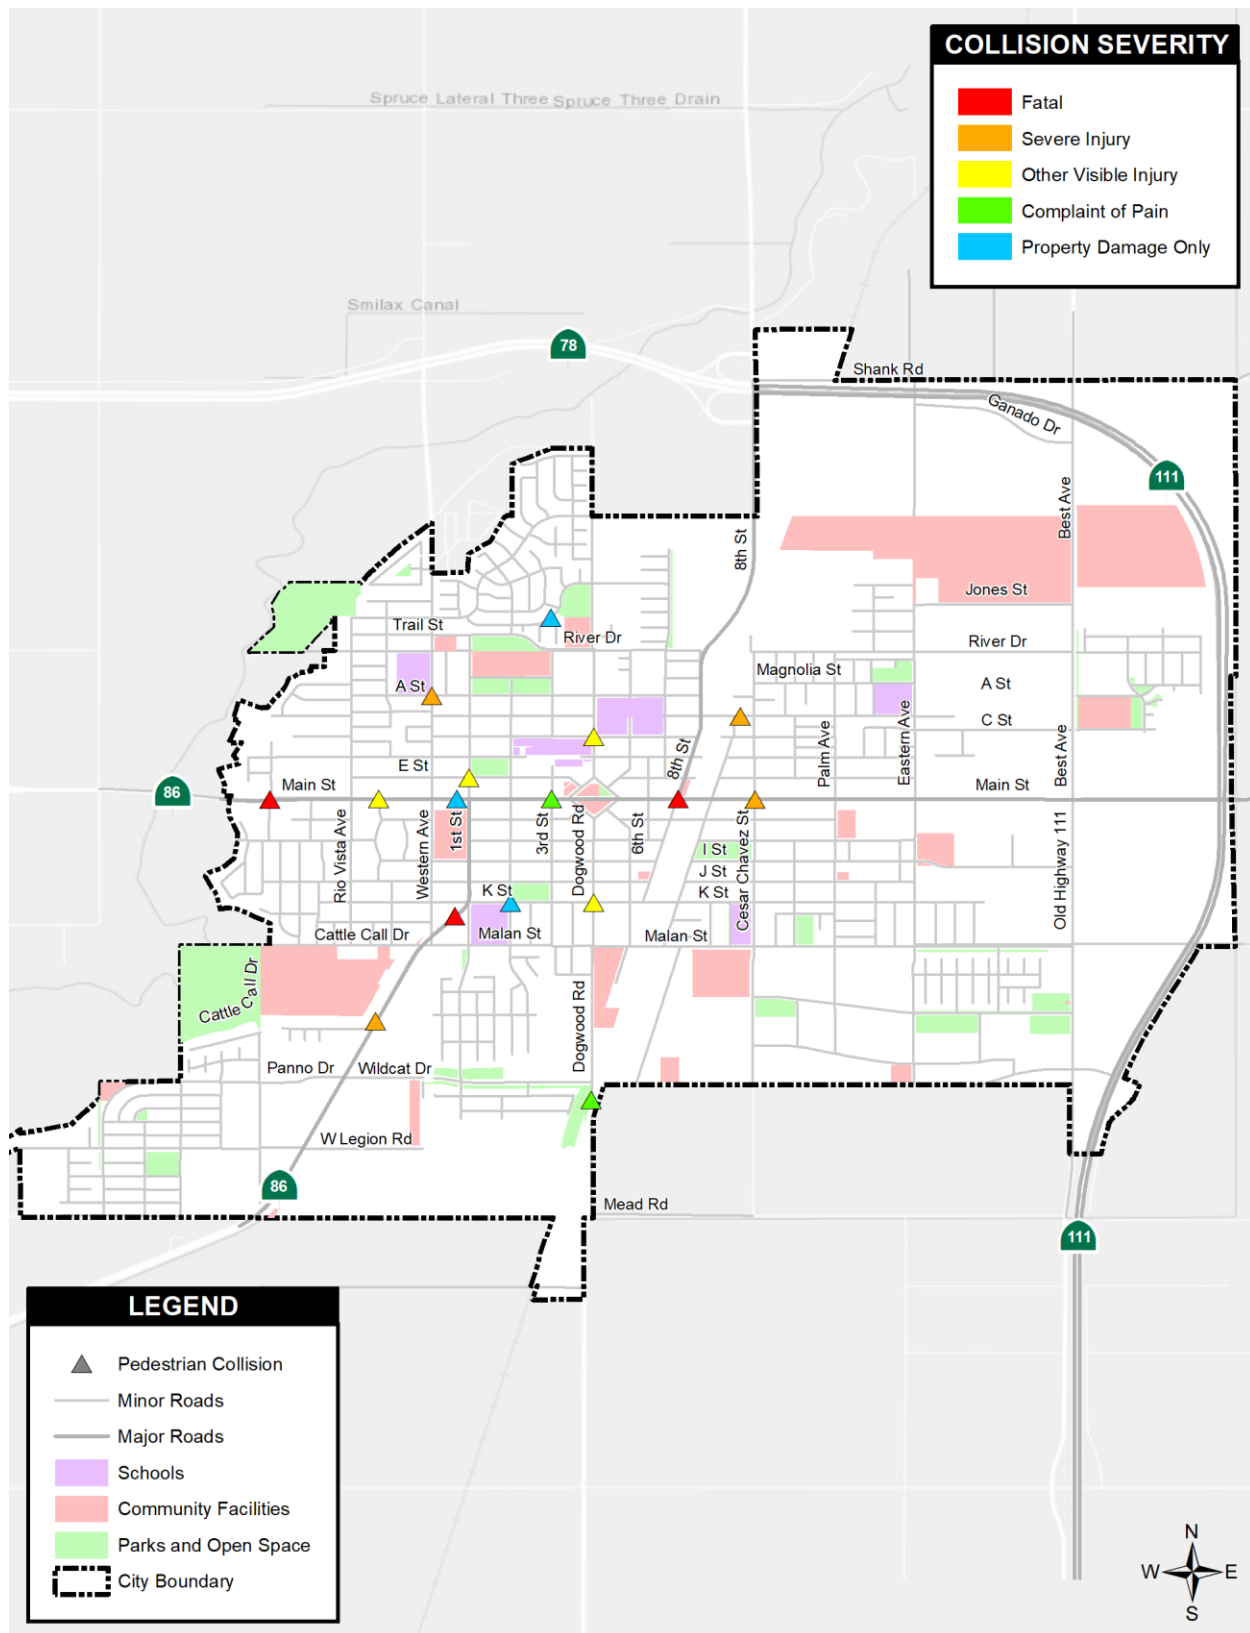 COLLISION SEVERITY
Fatal
Severe Injury
Other Visible Injury
Complaint of Pain
Property Damage Only
Spruce Lateral Three Spruce Three Drain
Smilax Canal
78
Shank Rd
Ganado Dr
111
Best Ave
8th St
Jones St
Trail St
River Dr
River Dr
Magnolia St
A St
A St
C St
Palm Ave
Eastern Ave
Best Ave
8th St
E St
Main St
Main St
86
Rio Vista Ave
Western Ave
1st St
3rd St
Dogwood Rd
6th St
Cesar Chavez St
Old Highway 111
I St
J St
K St
K St
Cattle Call Dr
Malan St
Malan St
Cattle Call Dr
Dogwood Rd
Panno Dr
Wildcat Dr
W Legion Rd
86
Mead Rd
111
LEGEND
Pedestrian Collision
Minor Roads
Major Roads
Schools
Community Facilities
Parks and Open Space
City Boundary
N
W
E
S